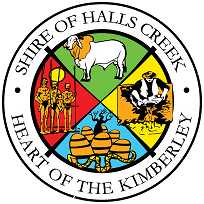 SHIRE OF HALLS CREEK
HEART OF THE KIMBERLEY